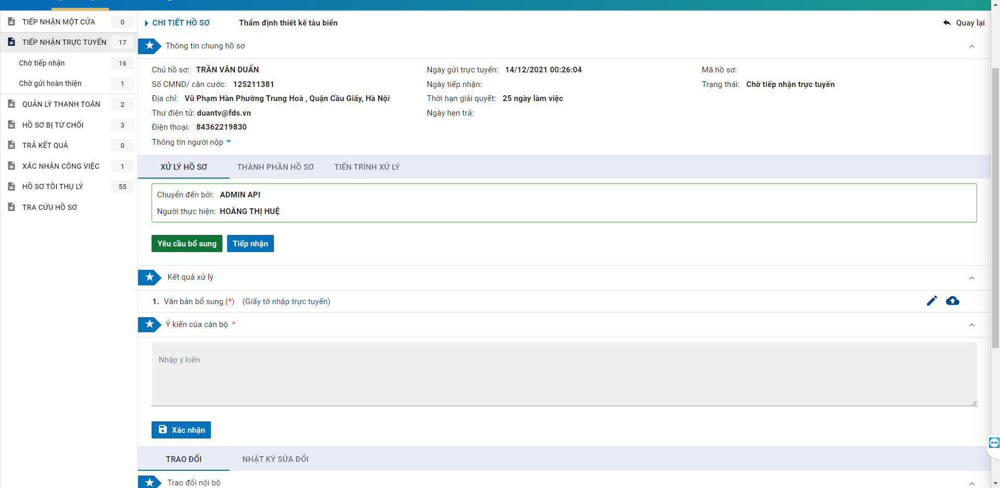 TIẾP NHẬN MỘT CỬA 0
TIẾP NHẬN TRỰC TUYẾN 17
Chờ tiếp nhận 16
Chờ gửi hoàn thiện 1
QUẢN LÝ THANH TOÁN 2
HỒ SƠ BỊ TỪ CHỐI 3
TRẢ KẾT QUẢ 0
XÁC NHẬN CÔNG VIỆC 1
HỒ SƠ TÔI THỤ LÝ 55
TRA CỨU HỒ SƠ
CHI TIẾT HỒ SƠ Thẩm định thiết kế tàu biển Quay lại
Thông tin chung hồ sơ
Chủ hồ sơ: TRẦN VĂN DUẨN
Số CMND/ căn cước: 125211381
Địa chỉ: Vũ Phạm Hàn Phường Trung Hoà , Quận Cầu Giấy, Hà Nội
Thư điện tử: duantv@fds.vn
Điện thoại: 84362219830
Thông tin người nộp
Ngày gửi trực tuyến: 14/12/2021 00:26:04
Ngày tiếp nhận:
Thời hạn giải quyết: 25 ngày làm việc
Ngày hẹn trả:
Mã hồ sơ:
Trạng thái: Chờ tiếp nhận trực tuyến
XỬ LÝ HỒ SƠ THÀNH PHẦN HỒ SƠ TIẾN TRÌNH XỬ LÝ
Chuyển đến bởi: ADMIN API
Người thực hiện: HOÀNG THỊ HUỆ
Yêu cầu bổ sung Tiếp nhận
Kết quả xử lý
1. Văn bản bổ sung (*) (Giấy tờ nhập trực tuyến)
Ý kiến của cán bộ *
Nhập ý kiến
Xác nhận
TRAO ĐỔI NHẬT KÝ SỬA ĐỔI
Trao đổi nội bộ